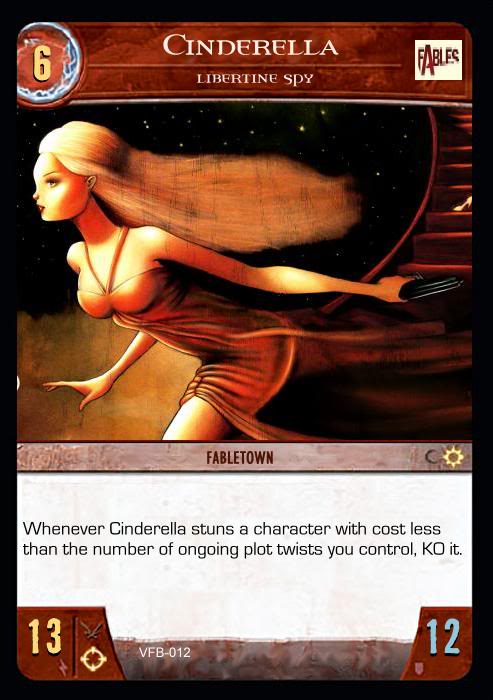 6
CINDERELLA
LIBERTINE SPY
FABLES
FABLETOWN
Whenever Cinderella stuns a character with cost less
than the number of ongoing plot twists you control, KO it.
13
VFB-012
12